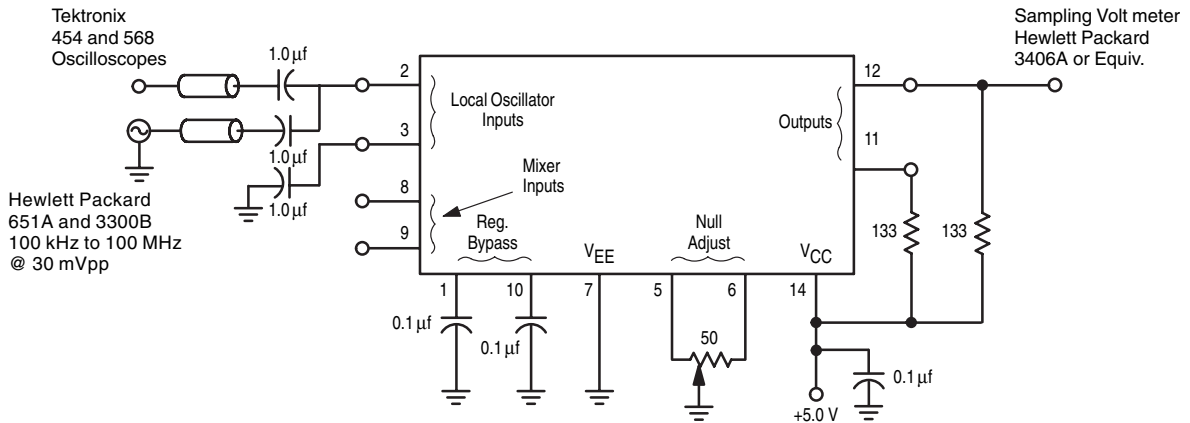 Tektronix
454 and 568
Oscilloscopes
1.0 µf
1.0 µf
1.0 µf
Hewlett Packard
651A and 3300B
100 kHz to 100 MHz
@ 30 mVpp
2
3
8
9
Local Oscillator
Inputs
Mixer
Inputs
Reg.
Bypass
VEE
Null
Adjust
VCC
Outputs
12
11
Sampling Volt meter
Hewlett Packard
3406A or Equiv.
133
133
1
10
7
5
6
14
0.1 µf
0.1 µf
50
0.1 µf
+5.0 V